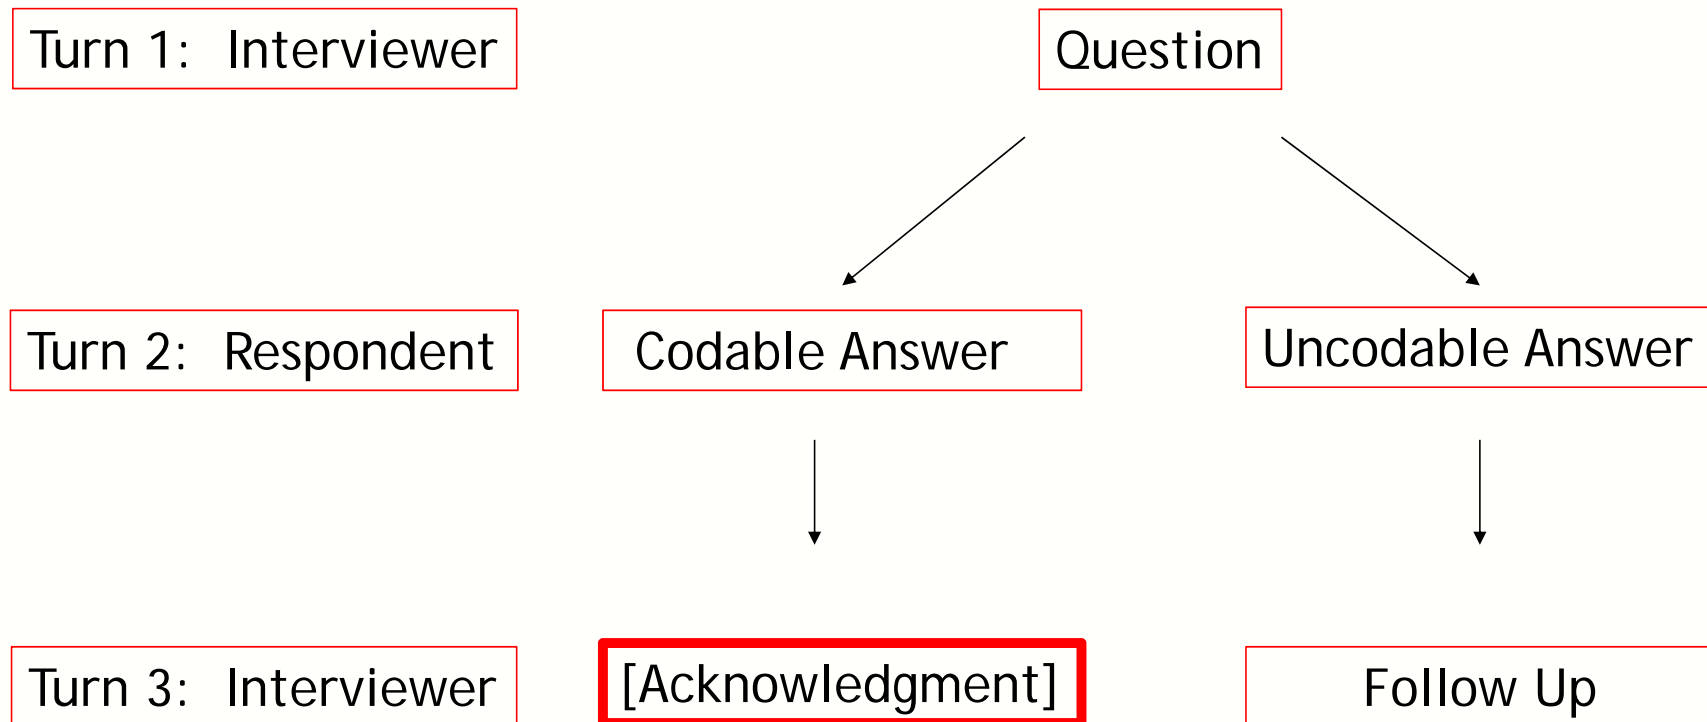 Turn 1: Interviewer
Question
Turn 2: Respondent
Codable Answer
Uncodable Answer
Turn 3: Interviewer
[Acknowledgment]
Follow Up